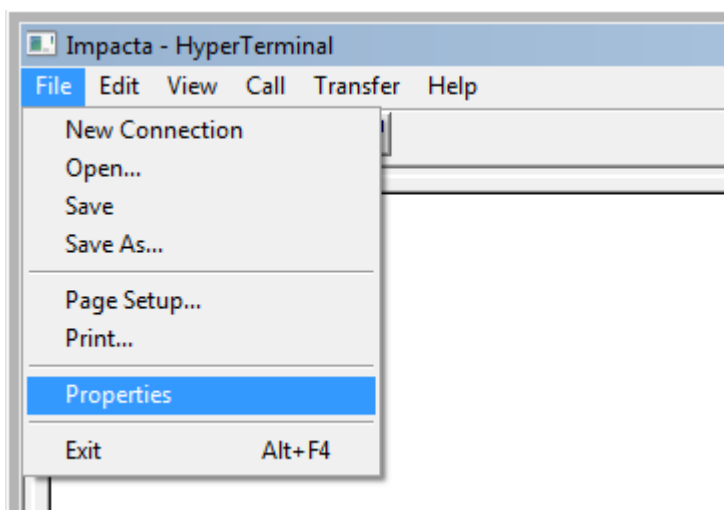 Impacta - HyperTerminal
File Edit View Call Transfer Help
New Connection
Open...
Save
Save As...
Page Setup...
Print...
Properties
Exit Alt+F4